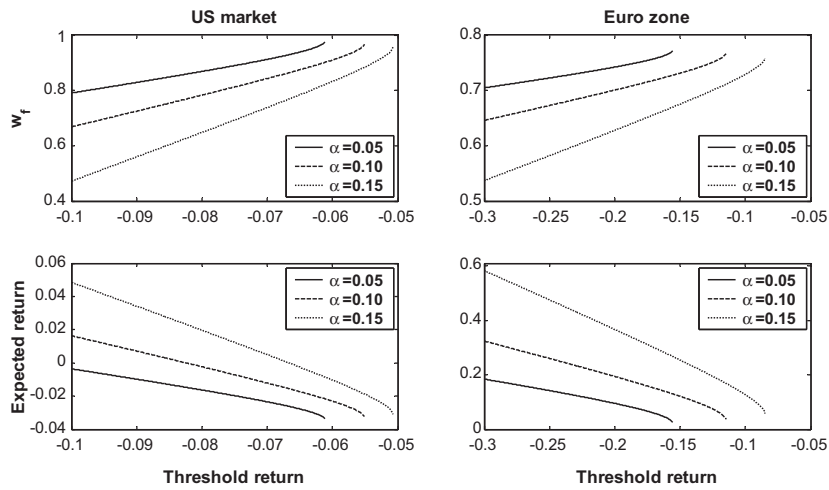 US market
Euro zone
w_f
1
0.8
0.6
0.4
-0.1
-0.09
-0.08
-0.07
-0.06
-0.05
α=0.05
α=0.10
α=0.15
0.8
0.7
0.6
0.5
-0.3
-0.25
-0.2
-0.15
-0.1
-0.05
α=0.05
α=0.10
α=0.15
Expected return
0.06
0.04
0.02
0
-0.02
-0.04
-0.1
-0.09
-0.08
-0.07
-0.06
-0.05
α=0.05
α=0.10
α=0.15
Threshold return
0.6
0.4
0.2
0
-0.3
-0.25
-0.2
-0.15
-0.1
-0.05
α=0.05
α=0.10
α=0.15
Threshold return